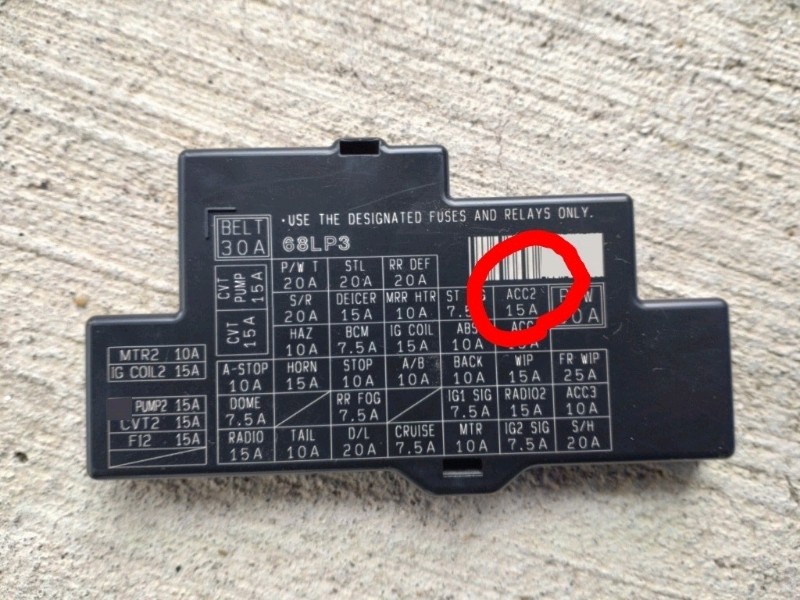 BELT
30A
・USE THE DESIGNATED FUSES AND RELAYS ONLY.
68LP3
CVT PUMP 15A
CVT 15A
P/W T STL RR DEF
20A 20A 20A
S/R DEICER MRR HTR ACC2
20A 15A 10A 15A
HAZ BCM IG COIL ABS
10A 7.5A 15A 10A
A-STOP HORN STOP A/B BACK WIP FR WIP
10A 15A 10A 10A 10A 15A 25A
DOME RR FOG IG1 SIG RADIO2 ACC3
7.5A 7.5A 7.5A 15A 10A
RADIO TAIL D/L CRUISE MTR IG2 SIG S/H
15A 10A 20A 7.5A 10A 7.5A 20A
MTR2 10A
IG COIL2 15A
PUMP2 15A
CVT2 15A
F12 15A